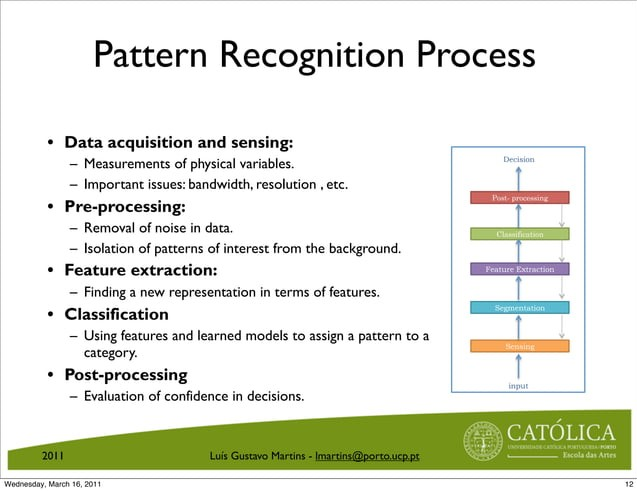 Pattern Recognition Process
• Data acquisition and sensing:
– Measurements of physical variables.
– Important issues: bandwidth, resolution , etc.
• Pre-processing:
– Removal of noise in data.
– Isolation of patterns of interest from the background.
• Feature extraction:
– Finding a new representation in terms of features.
• Classification
– Using features and learned models to assign a pattern to a
category.
• Post-processing
– Evaluation of confidence in decisions.
Decision
Post- processing
Classification
Feature Extraction
Segmentation
Sensing
input
CATÓLICA
UNIVERSIDADE CATÓLICA PORTUGUESA | PORTO
Escola das Artes
2011
Luís Gustavo Martins - lmartins@porto.ucp.pt
Wednesday, March 16, 2011
12